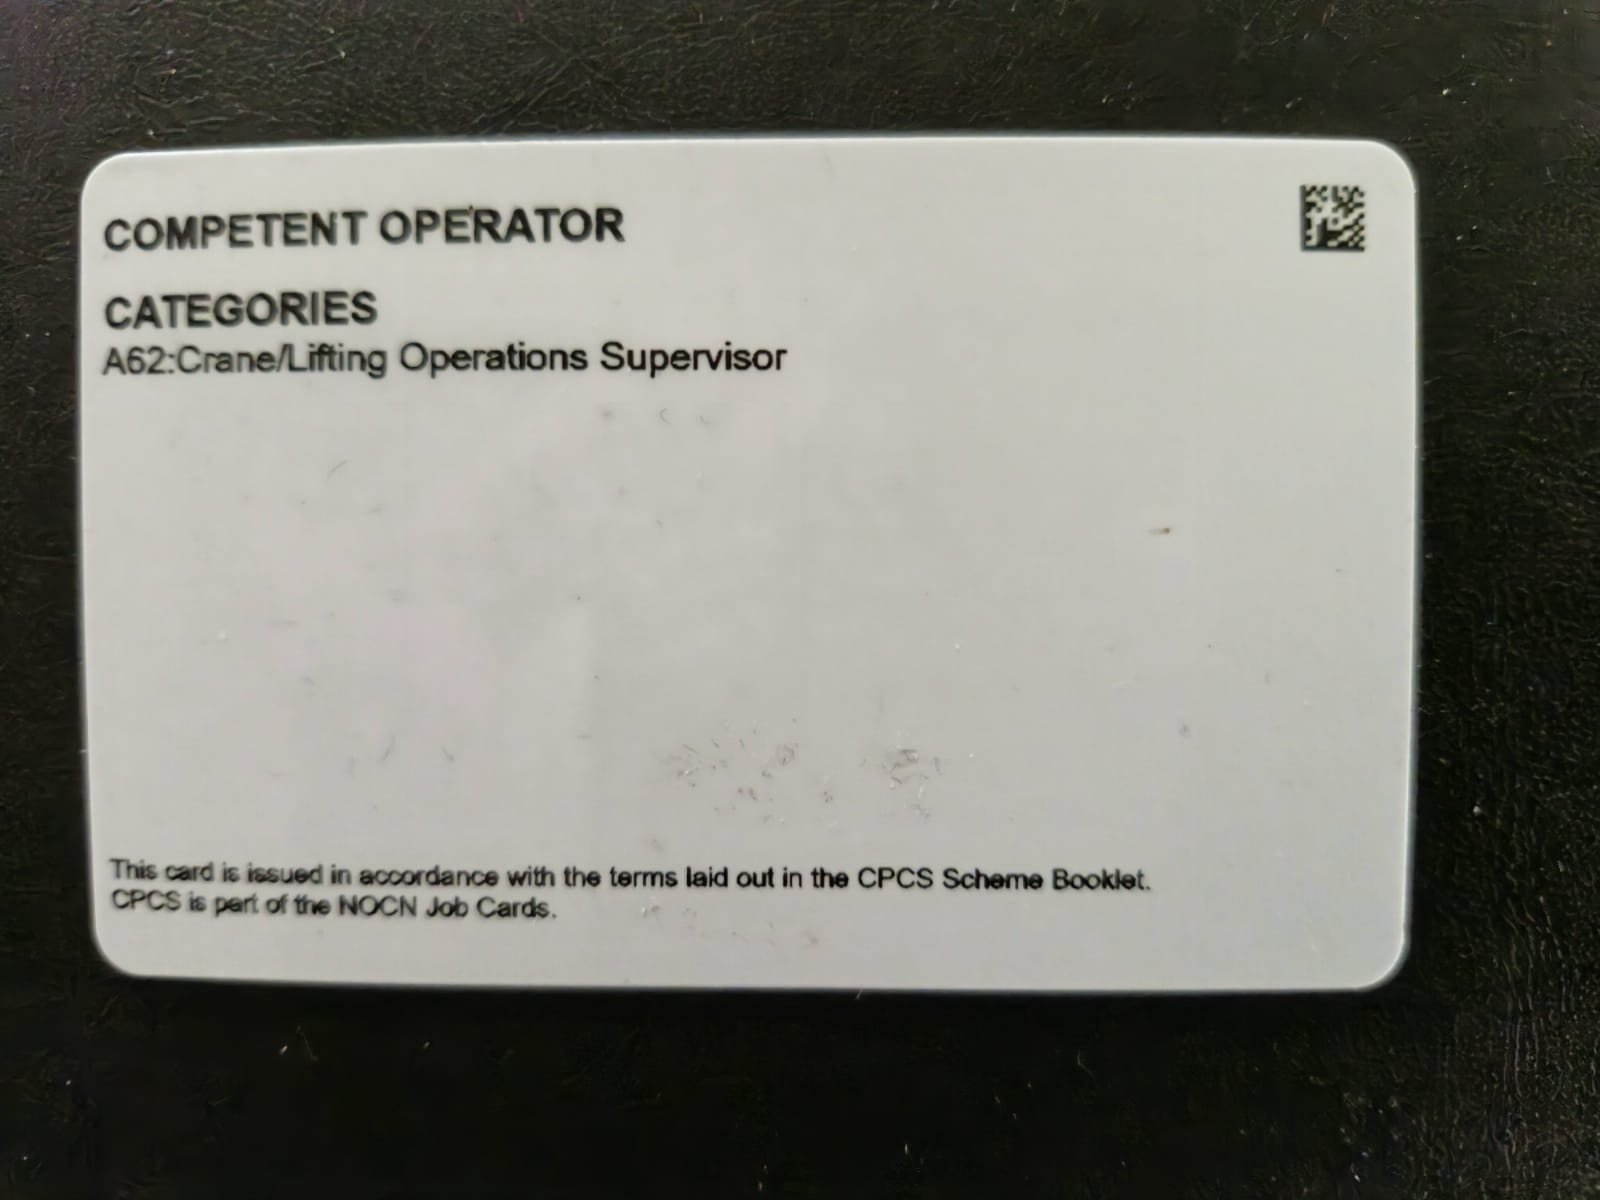 COMPETENT OPERATOR
CATEGORIES
A62:Crane/Lifting Operations Supervisor
This card is issued in accordance with the terms laid out in the CPCS Scheme Booklet.
CPCS is part of the NOCN Job Cards.